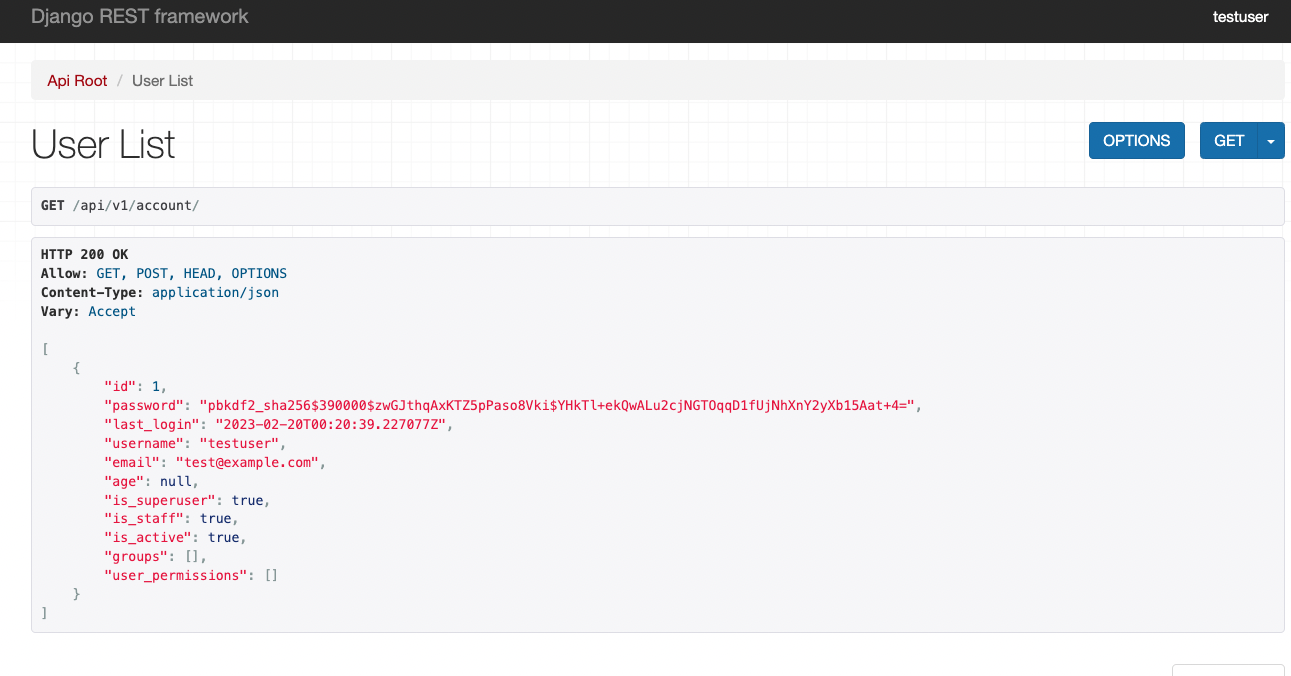 Django REST framework
testuser
Api Root / User List
User List
OPTIONS
GET
GET /api/v1/account/
HTTP 200 OK
Allow: GET, POST, HEAD, OPTIONS
Content-Type: application/json
Vary: Accept
[
    {
        "id": 1,
        "password": "pbkdf2_sha256$390000$zwGJthqAxKTZ5pPaso8Vki$YHkTl+ekQwALu2cjNGTOqqD1fUjNhXnY2yXb15Aat+4=",
        "last_login": "2023-02-20T00:20:39.227077Z",
        "username": "testuser",
        "email": "test@example.com",
        "age": null,
        "is_superuser": true,
        "is_staff": true,
        "is_active": true,
        "groups": [],
        "user_permissions": []
    }
]